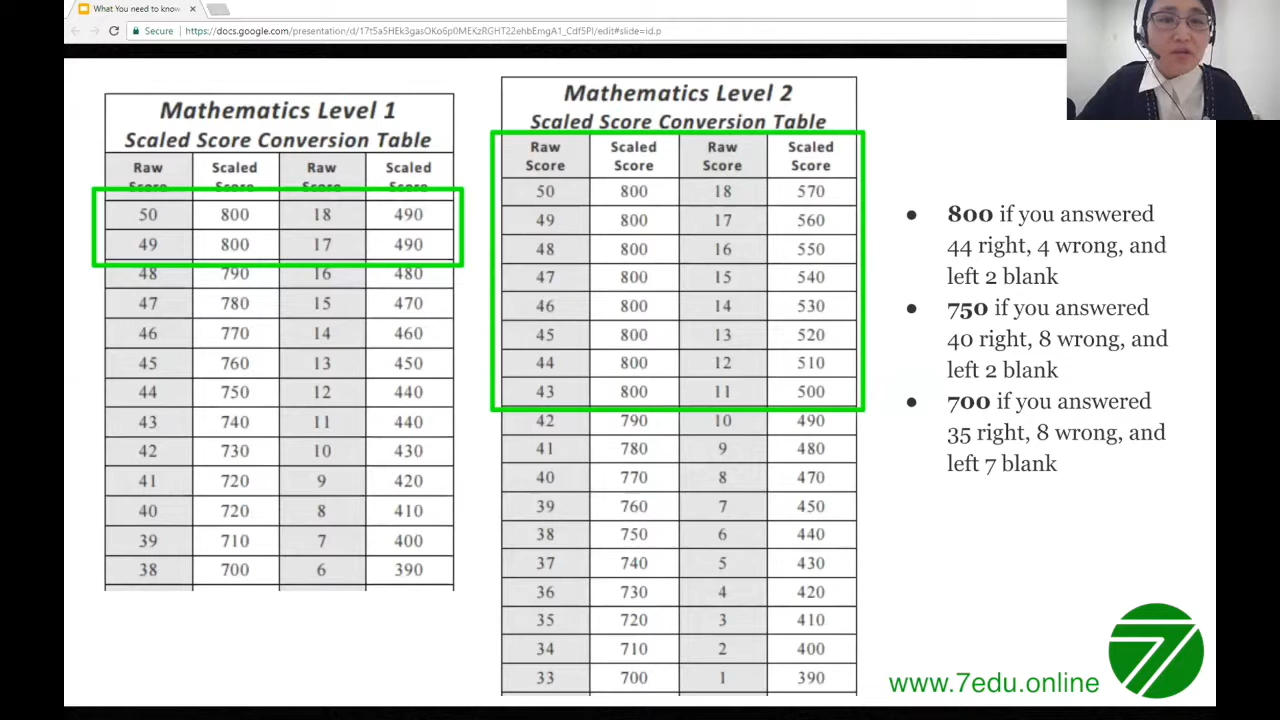 What You need to know
Secure
https://docs.google.com/presentation/d/17t5a5HEk3gasOKo6p0MEKzRGHT22ehbEmgA1_Cdf5PI/edit#slide=id.p
Mathematics Level 1
Scaled Score Conversion Table
Raw Score Scaled Score Raw Score Scaled Score
50 800 18 490
49 800 17 490
48 790 16 480
47 780 15 470
46 770 14 460
45 760 13 450
44 750 12 440
43 740 11 440
42 730 10 430
41 720 9 420
40 720 8 410
39 710 7 400
38 700 6 390
Mathematics Level 2
Scaled Score Conversion Table
Raw Score Scaled Score Raw Score Scaled Score
50 800 18 570
49 800 17 560
48 800 16 550
47 800 15 540
46 800 14 530
45 800 13 520
44 800 12 510
43 800 11 500
42 790 10 490
41 780 9 480
40 770 8 470
39 760 7 450
38 750 6 440
37 740 5 430
36 730 4 420
35 720 3 410
34 710 2 400
33 700 1 390
• 800 if you answered
44 right, 4 wrong, and
left 2 blank
• 750 if you answered
40 right, 8 wrong, and
left 2 blank
• 700 if you answered
35 right, 8 wrong, and
left 7 blank
www.7edu.online
7